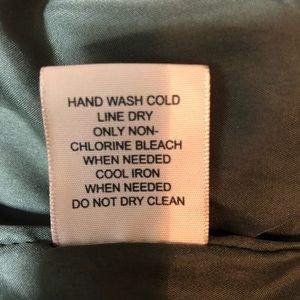 HAND WASH COLD
LINE DRY
ONLY NON-
CHLORINE BLEACH
WHEN NEEDED
COOL IRON
WHEN NEEDED
DO NOT DRY CLEAN